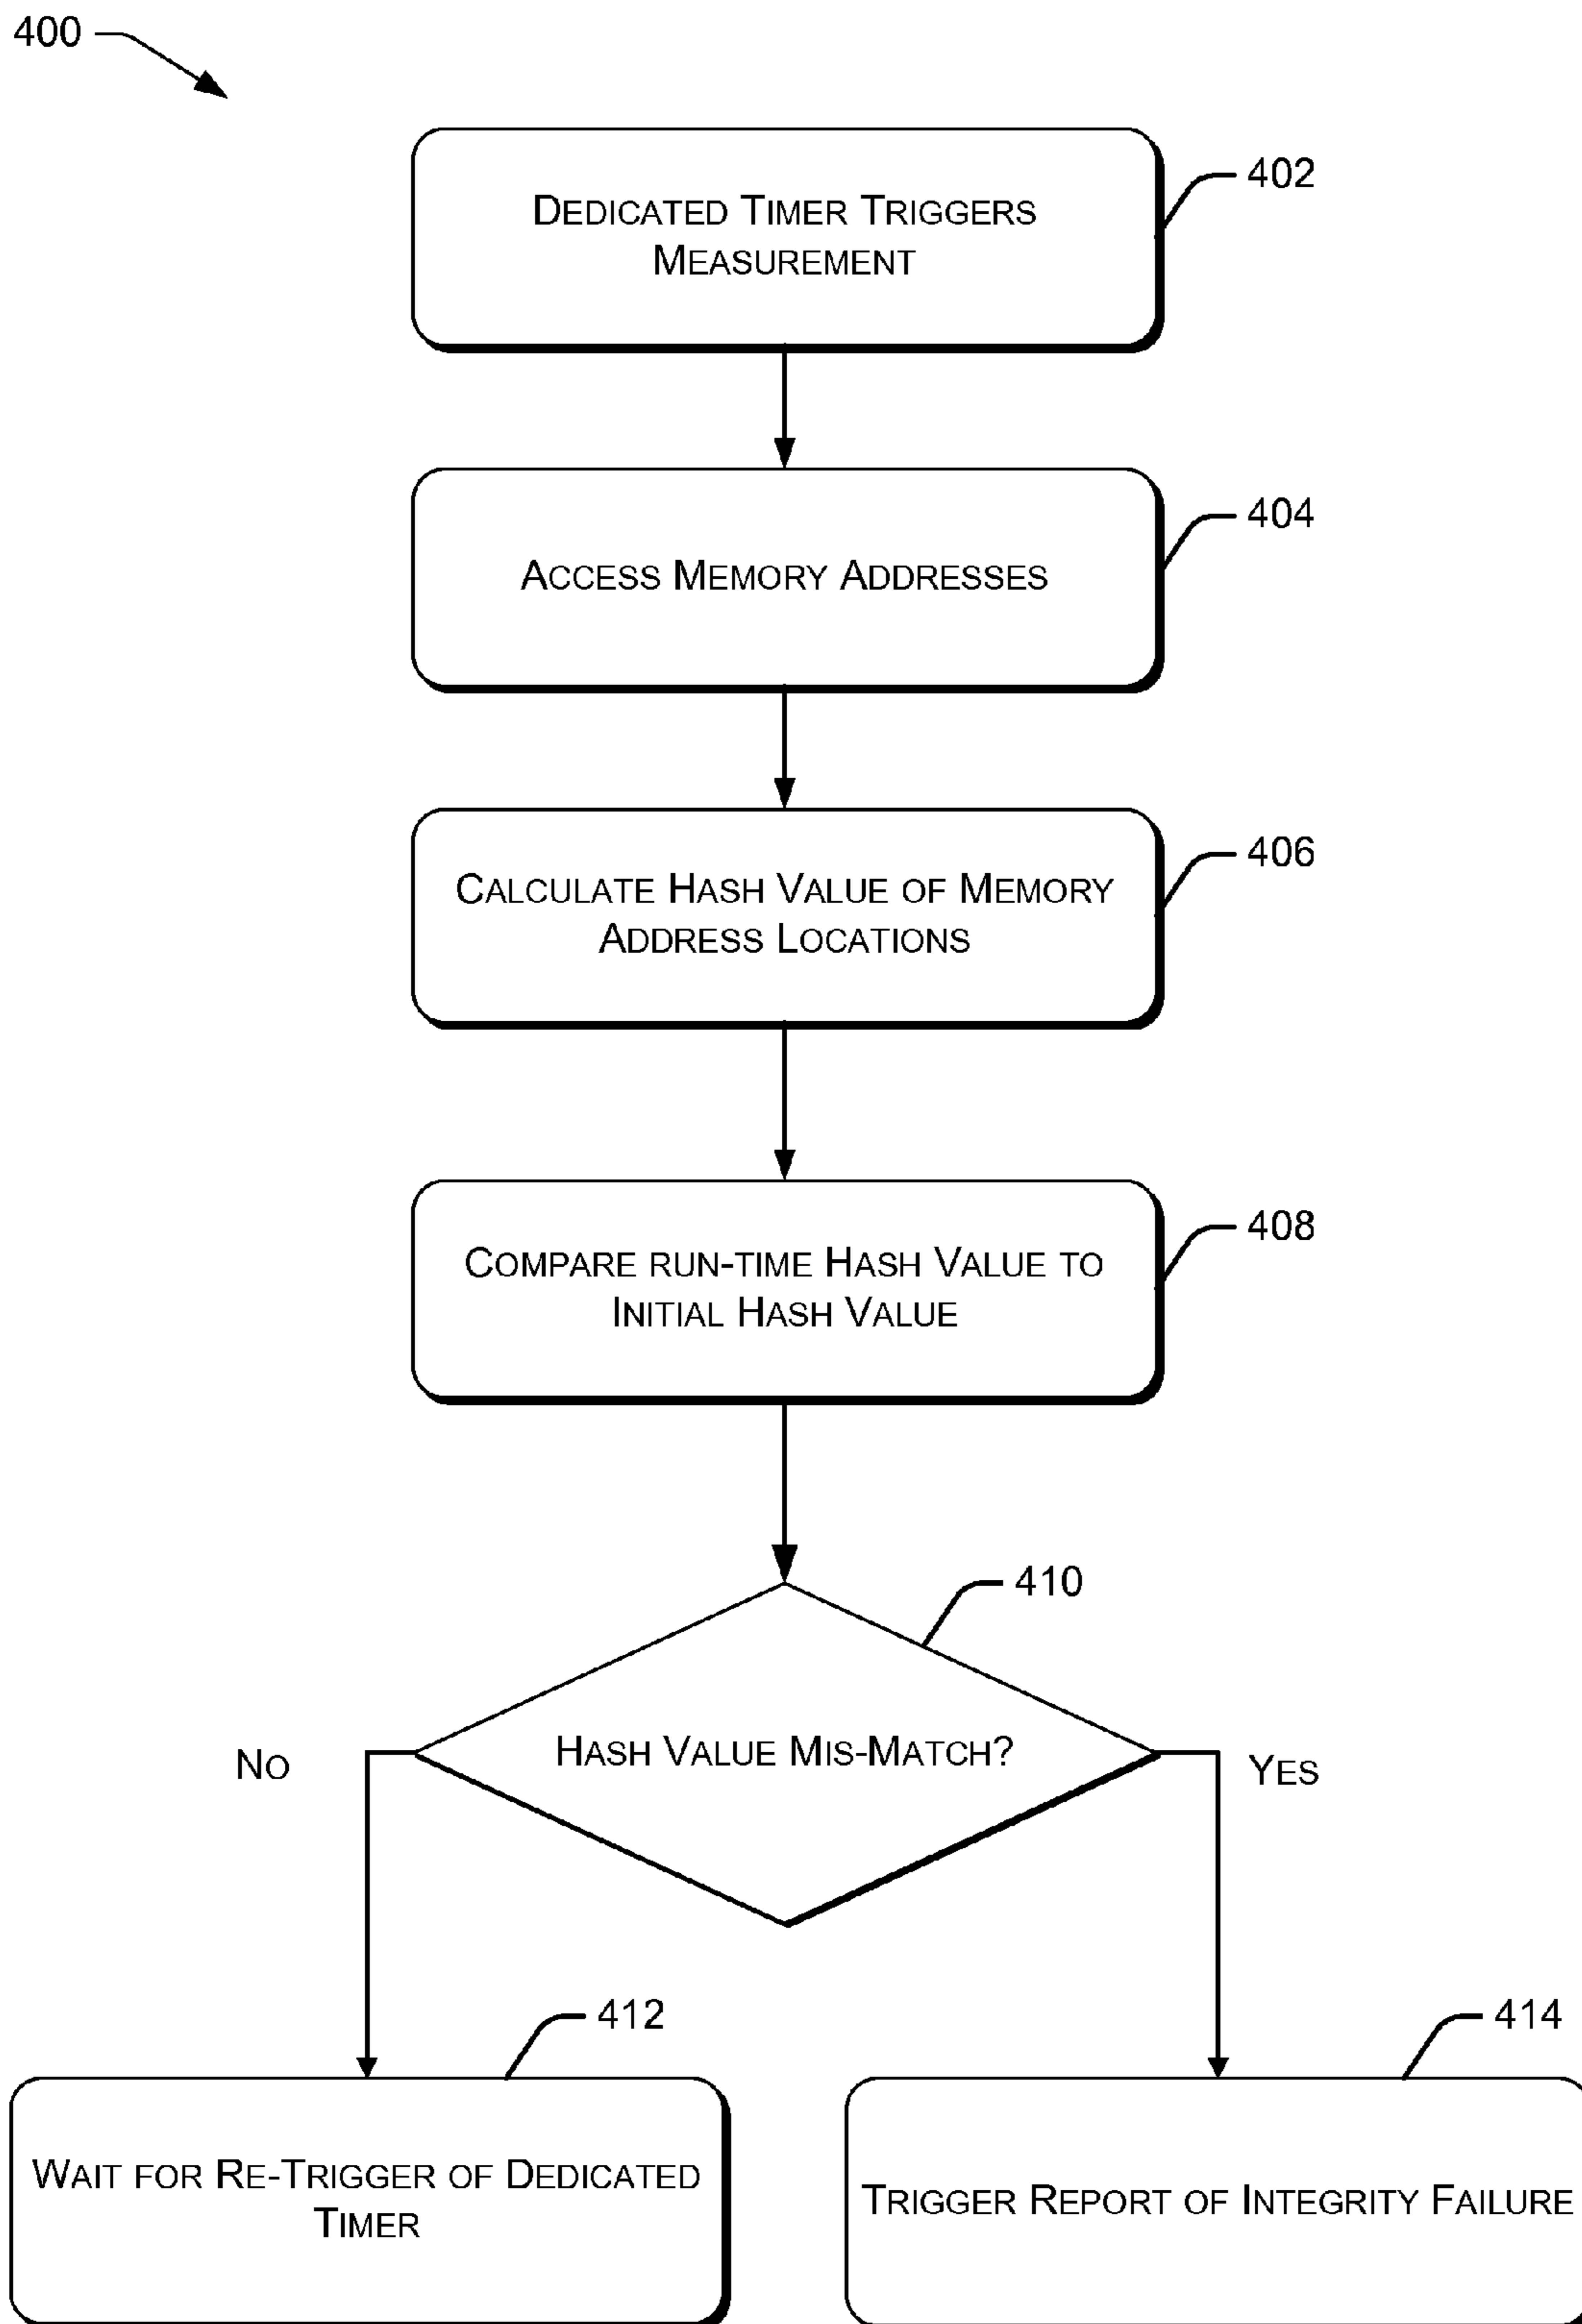 400
DEDICATED TIMER TRIGGERS
MEASUREMENT
402
ACCESS MEMORY ADDRESSES
404
CALCULATE HASH VALUE OF MEMORY
ADDRESS LOCATIONS
406
COMPARE RUN-TIME HASH VALUE TO
INITIAL HASH VALUE
408
410
HASH VALUE MIS-MATCH?
NO
YES
412
WAIT FOR RE-TRIGGER OF DEDICATED
TIMER
414
TRIGGER REPORT OF INTEGRITY FAILURE